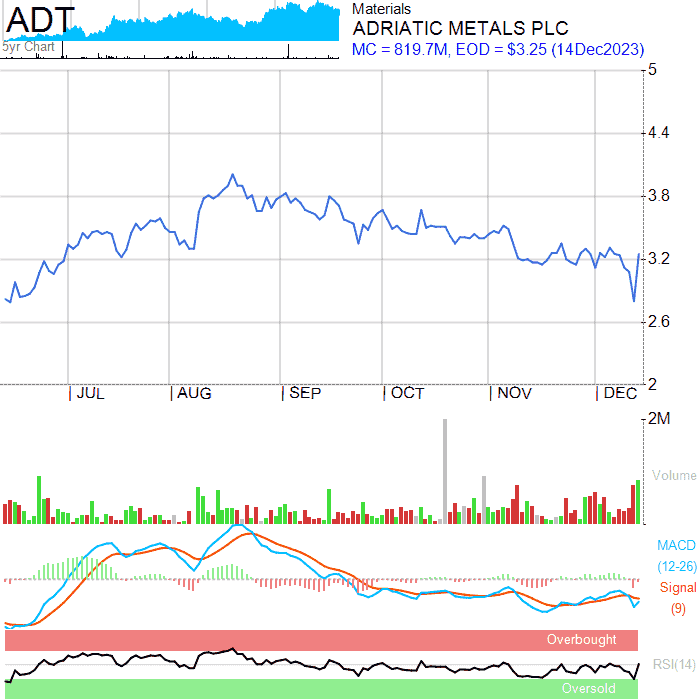 ADT
5yr Chart
Materials
ADRIATIC METALS PLC
MC = 819.7M, EOD = $3.25 (14Dec2023)
5
4.4
3.8
3.2
2.6
2
JUL AUG SEP OCT NOV DEC
2M
Volume
MACD
(12-26)
Signal
(9)
Overbought
RSI(14)
Oversold